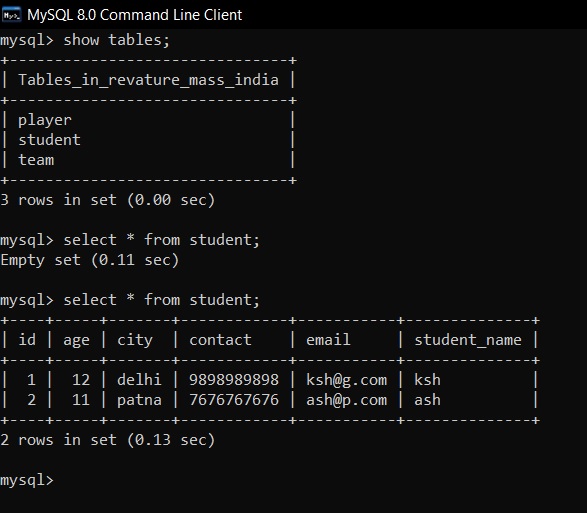 MySQL 8.0 Command Line Client
mysql> show tables;
+------------------------------+
| Tables_in_revature_mass_india |
+------------------------------+
| player                       |
| student                      |
| team                         |
+------------------------------+
3 rows in set (0.00 sec)
mysql> select * from student;
Empty set (0.11 sec)
mysql> select * from student;
+----+-----+-------+------------+-----------+--------------+
| id | age | city  | contact    | email     | student_name |
+----+-----+-------+------------+-----------+--------------+
|  1 |  12 | delhi | 9898989898 | ksh@g.com | ksh          |
|  2 |  11 | patna | 7676767676 | ash@p.com | ash          |
+----+-----+-------+------------+-----------+--------------+
2 rows in set (0.13 sec)
mysql>